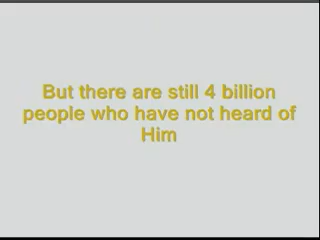 But there are still 4 billion
people who have not heard of
Him